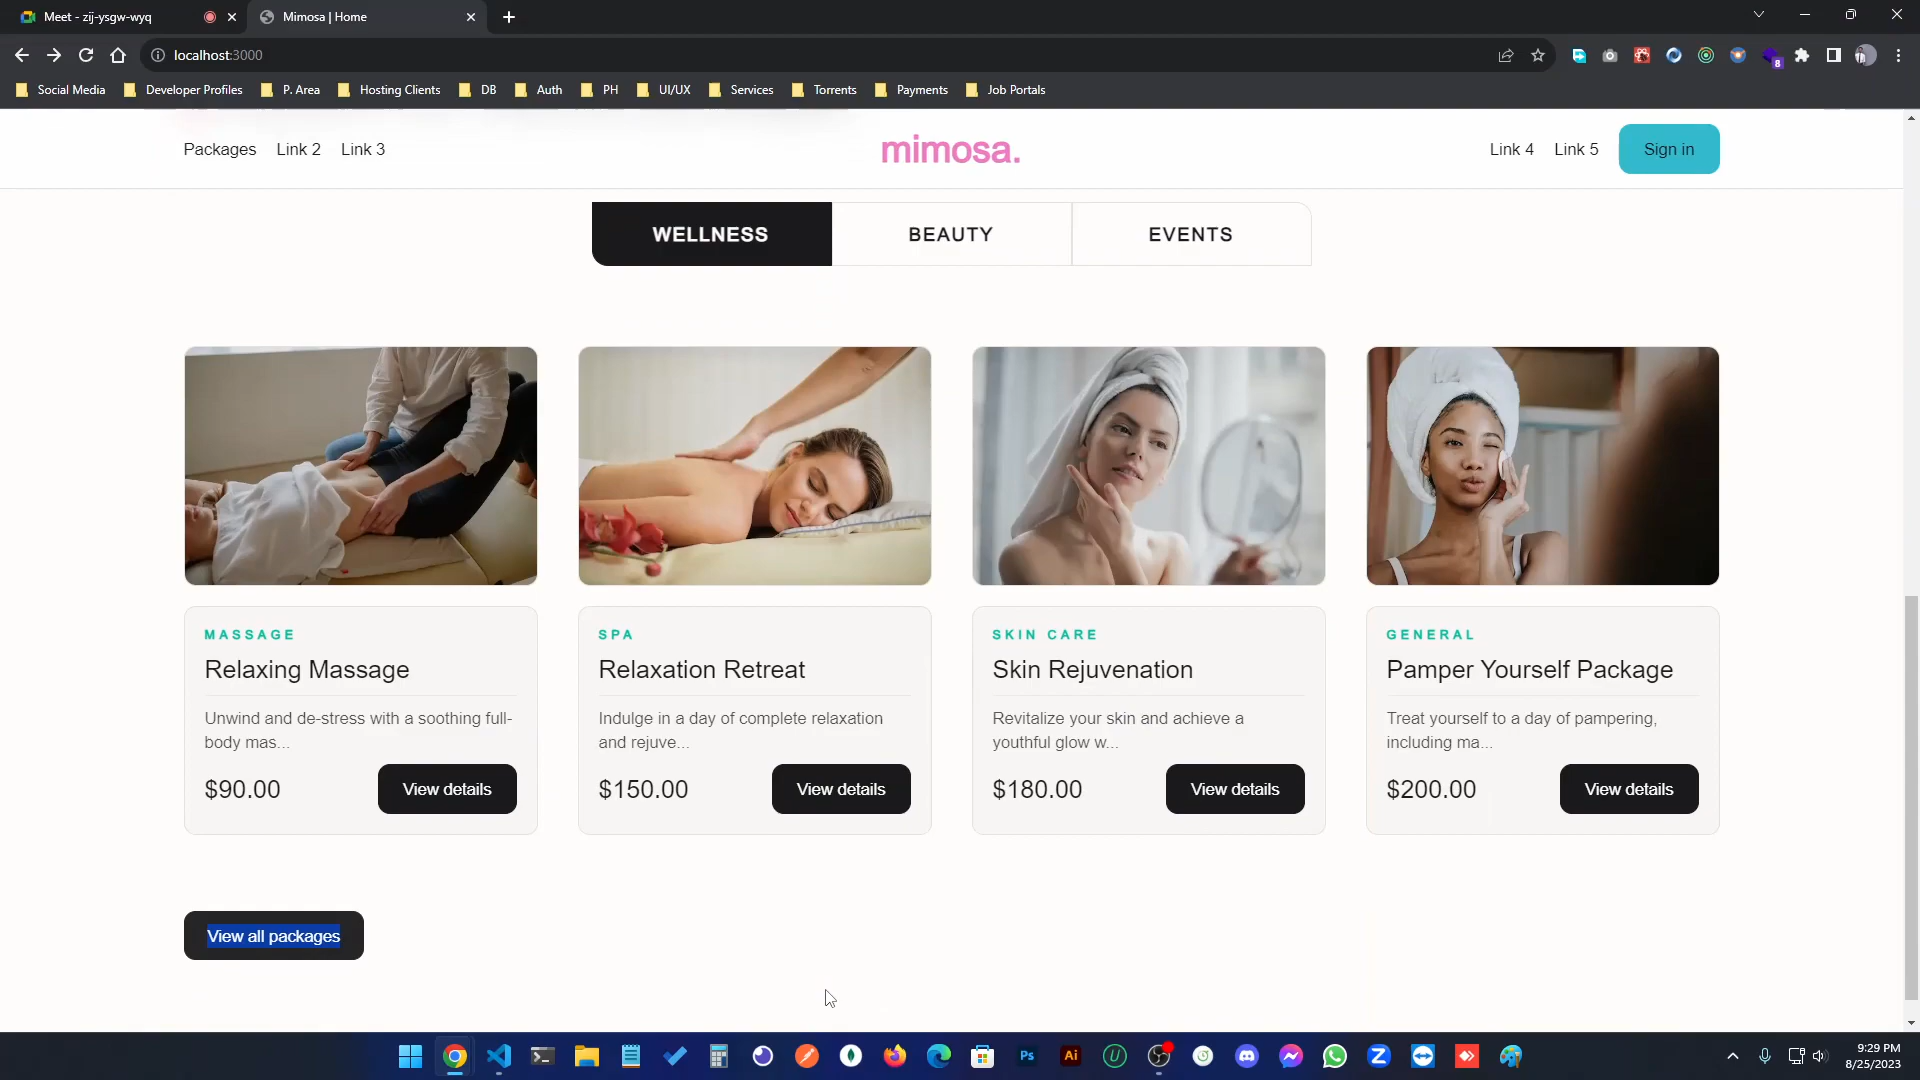 Meet - zij-ysgw-wyq
Mimosa | Home
localhost:3000
8
Social Media
Developer Profiles
P. Area
Hosting Clients
DB
Auth
PH
UI/UX
Services
Torrents
Payments
Job Portals
Packages
Link 2
Link 3
mimosa.
Link 4
Link 5
Sign in
WELLNESS
BEAUTY
EVENTS
MASSAGE
Relaxing Massage
Unwind and de-stress with a soothing full-
body mas...
$90.00
View details
SPA
Relaxation Retreat
Indulge in a day of complete relaxation
and rejuve...
$150.00
View details
SKIN CARE
Skin Rejuvenation
Revitalize your skin and achieve a
youthful glow w...
$180.00
View details
GENERAL
Pamper Yourself Package
Treat yourself to a day of pampering,
including ma...
$200.00
View details
View all packages
Ps
Ai
U
Z
9:29 PM
8/25/2023